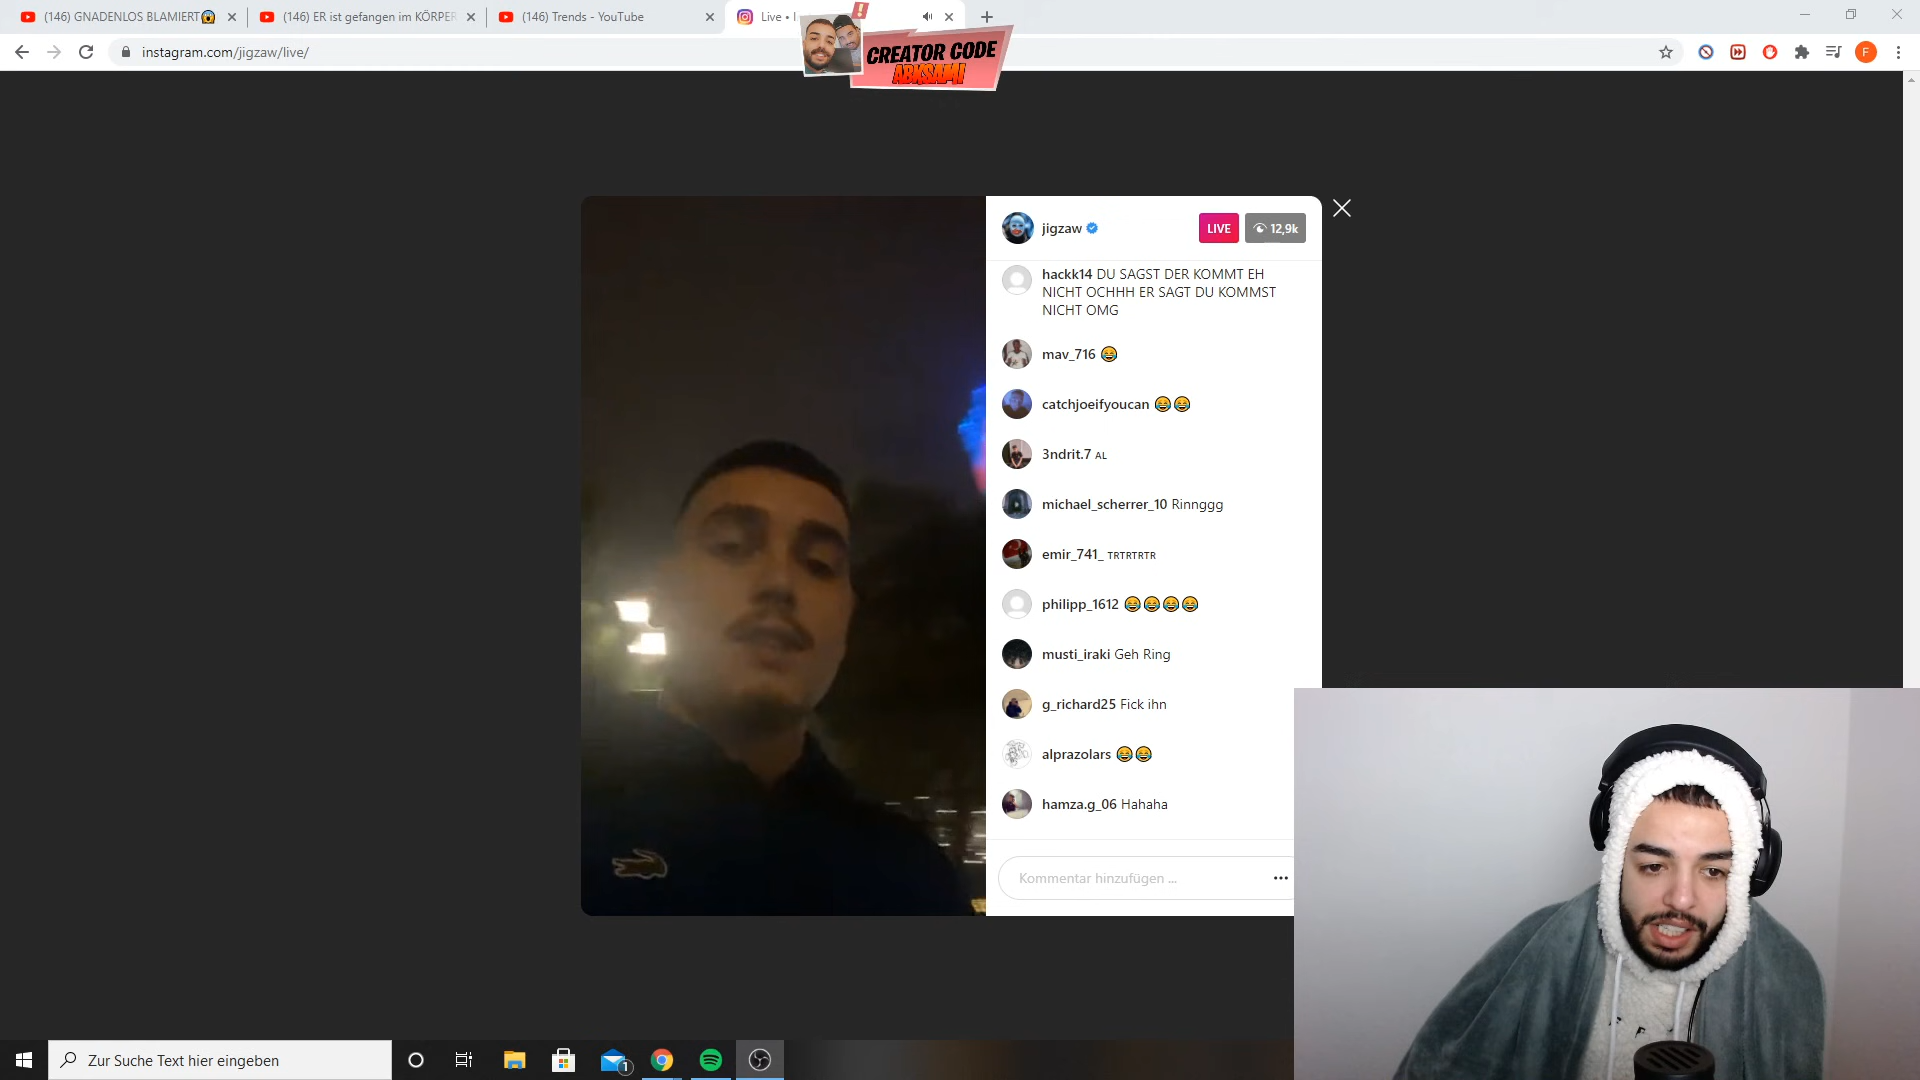 (146) GNADENLOS BLAMIERT😱
(146) ER ist gefangen im KÖRPER
(146) Trends - YouTube
Live •
instagram.com/jigzaw/live/
F
!
CREATOR CODE
ABKSAMI
jigzaw
LIVE
12,9k
hackk14 DU SAGST DER KOMMT EH
NICHT OCHHH ER SAGT DU KOMMST
NICHT OMG
mav_716 😂
catchjoeifyoucan 😂😂
3ndrit.7 AL
michael_scherrer_10 Rinnggg
emir_741_ TRTRTRTR
philipp_1612 😂😂😂😂
musti_iraki Geh Ring
g_richard25 Fick ihn
alprazolars 😂😂
hamza.g_06 Hahaha
Kommentar hinzufügen ...
Zur Suche Text hier eingeben
1